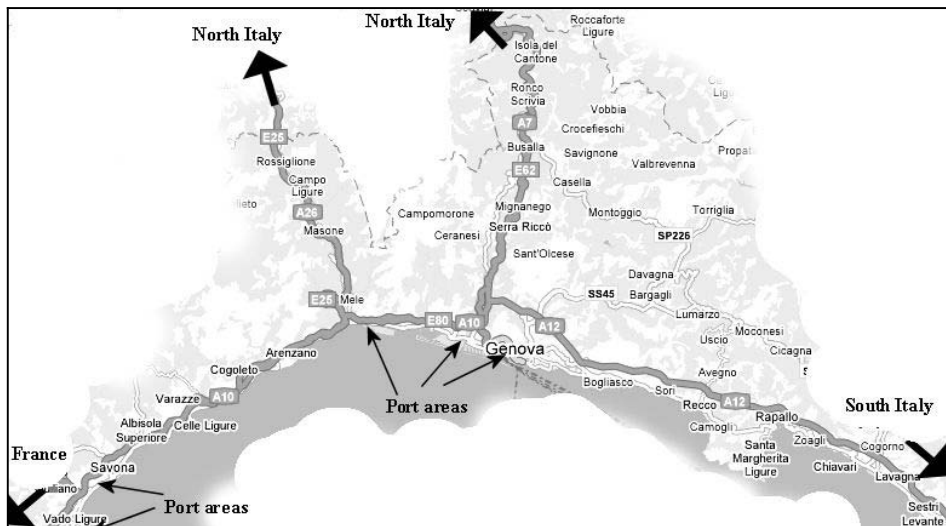 North Italy
North Italy
Roccaforte
Ligure
Isola del
Cantone
Ronco
Scrivia
Vobbia
A7
Crocefieschi
E25
Busalla
Savignone
Propat
Rossiglione
Valbrevenna
E62
Campo
Ligure
Casella
A26
Mignanego
Campomorone
Montoggio
Torriglia
Masone
Ceranesi
Serra Riccò
SP226
Sant'Olcese
Davagna
E25
Mele
SS45
Bargagli
Lumarzo
E80
A10
A12
Moconesi
Uscio
Genova
Cicagna
Arenzano
Avegno
Cogoleto
Bogliasco
Sori
Varazze
A10
Port areas
Recco
A12
Rapallo
South Italy
Albisola
Superiore
Celle Ligure
Camogli
Santa
Margherita
Ligure
Zoagli
Cogorno
France
Savona
Chiavari
Lavagna
Port areas
Vado Ligure
Sestri
Levante